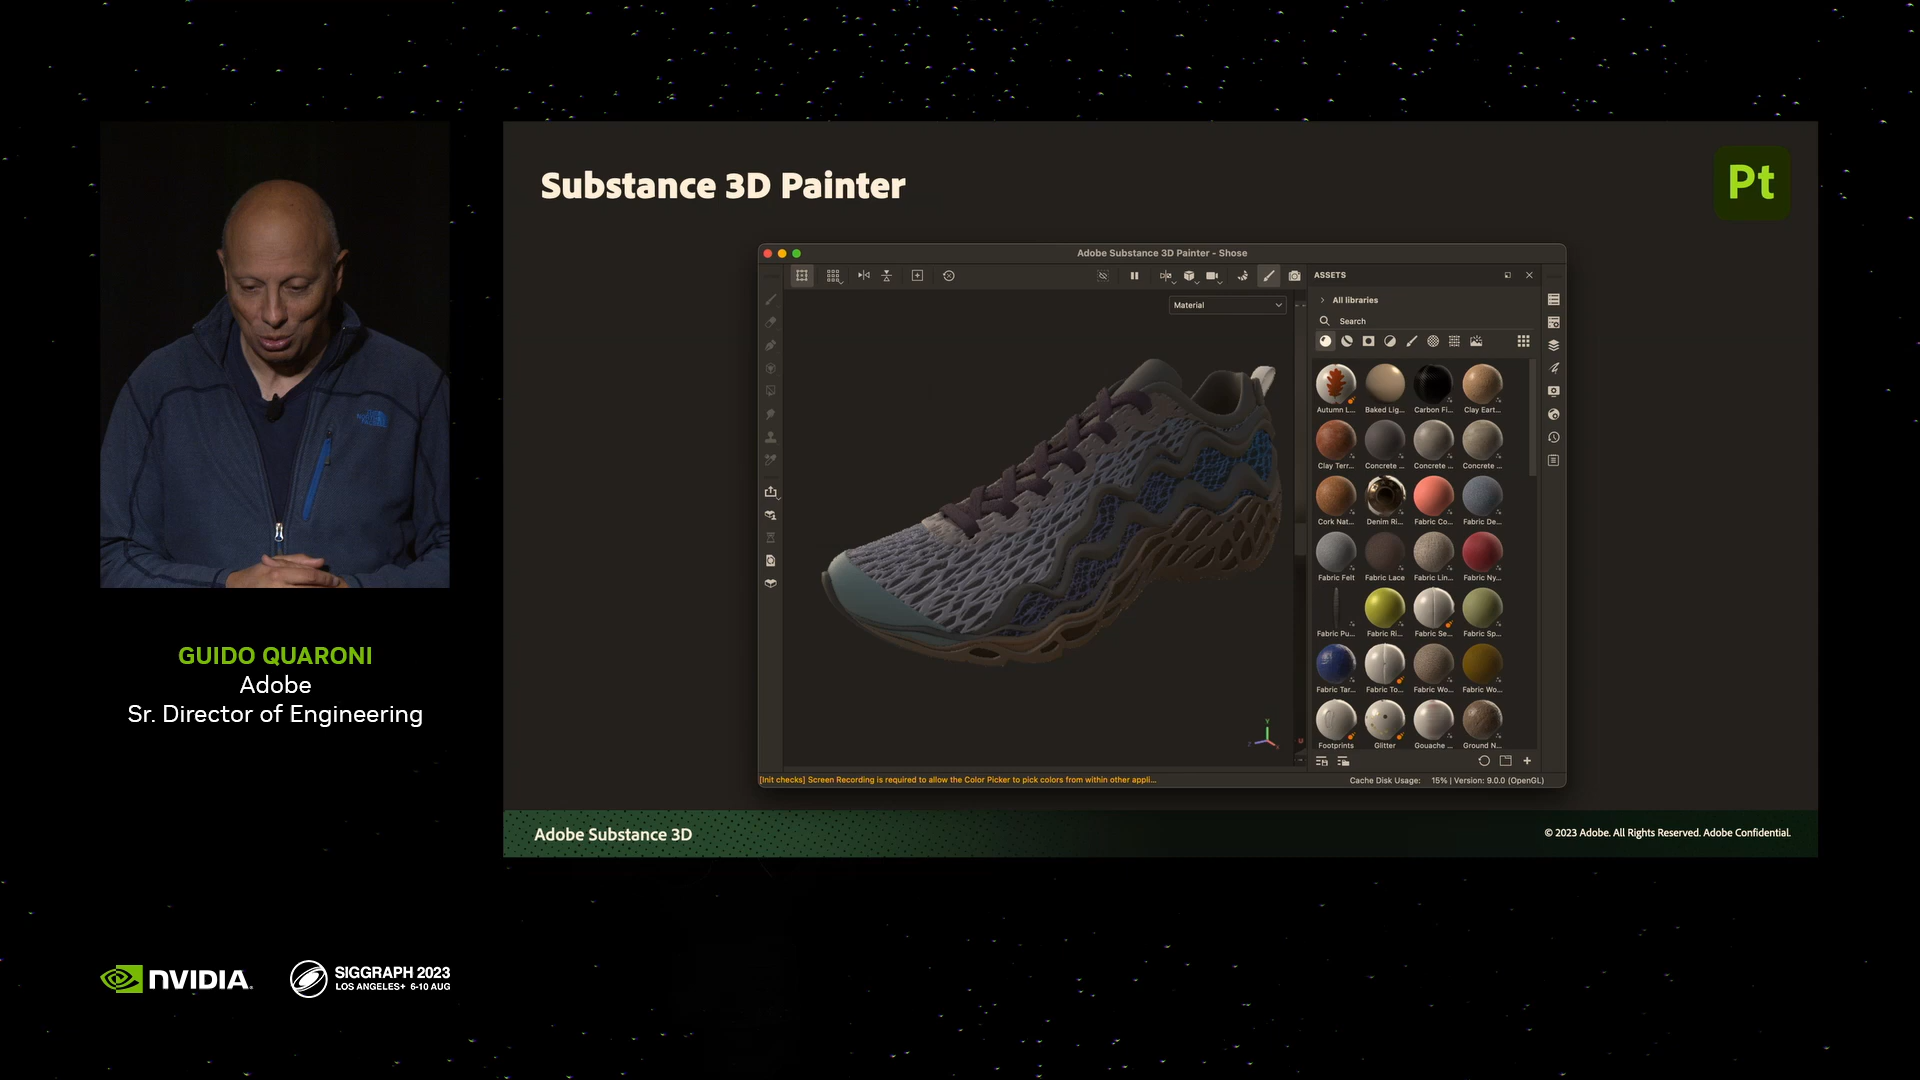 Substance 3D Painter
Pt
Adobe Substance 3D Painter - Shose
ASSETS
Material
All libraries
Search
Autumn L... Baked Lig... Carbon Fi... Clay Eart...
Clay Terr... Concrete ... Concrete ... Concrete ...
Cork Nat... Denim Ri... Fabric Co... Fabric De...
Fabric Felt Fabric Lace Fabric Lin... Fabric Ny...
Fabric Pu... Fabric Ri... Fabric Se... Fabric Sp...
Fabric Tar... Fabric To... Fabric Wo... Fabric Wo...
Footprints Glitter Gouache ... Ground N...
Y
[Init checks] Screen Recording is required to allow the Color Picker to pick colors from within other appli...
Cache Disk Usage: 15% | Version: 9.0.0 (OpenGL)
Adobe Substance 3D
© 2023 Adobe. All Rights Reserved. Adobe Confidential.
THE NORTH FACE
GUIDO QUARONI
Adobe
Sr. Director of Engineering
NVIDIA.
SIGGRAPH 2023
LOS ANGELES+ 6-10 AUG